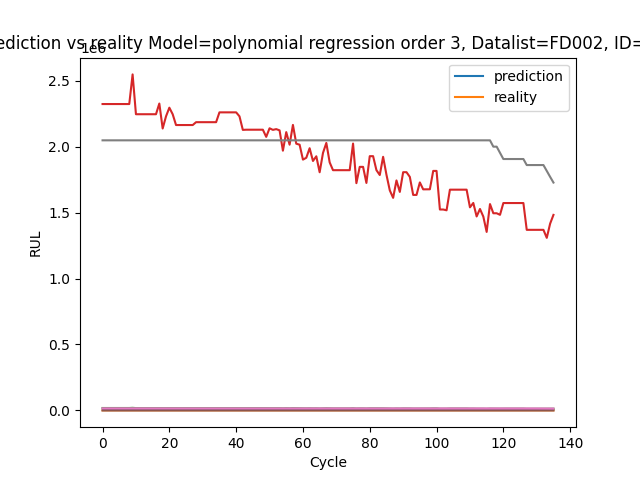 ediction vs reality Model=polynomial regression order 3, Datalist=FD002, ID=
1e6
prediction
reality
2.5
2.0
1.5
1.0
0.5
0.0
RUL
0 20 40 60 80 100 120 140
Cycle